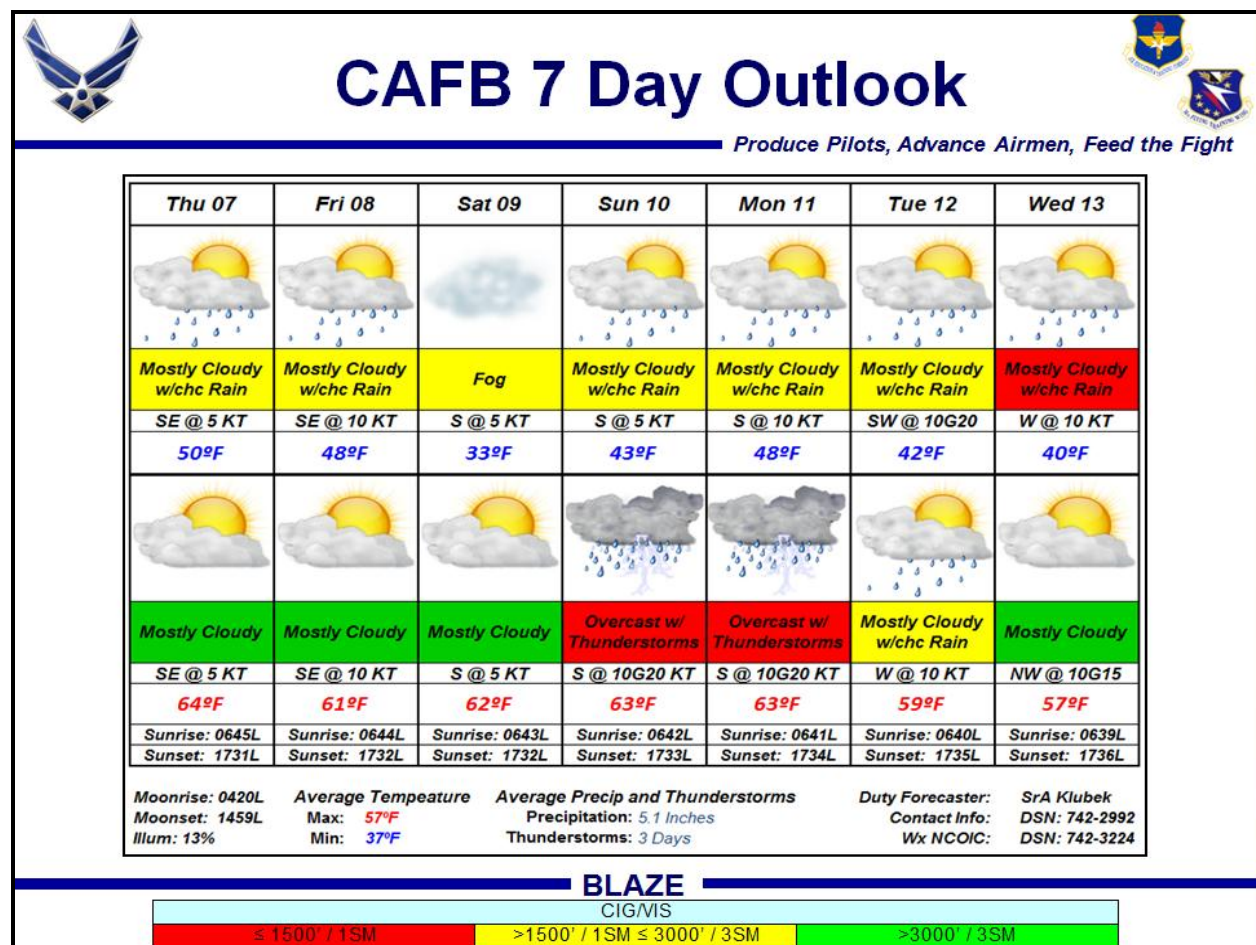 CAFB 7 Day Outlook
Produce Pilots, Advance Airmen, Feed the Fight
Thu 07 Fri 08 Sat 09 Sun 10 Mon 11 Tue 12 Wed 13
Mostly Cloudy w/chc Rain Mostly Cloudy w/chc Rain Fog Mostly Cloudy w/chc Rain Mostly Cloudy w/chc Rain Mostly Cloudy w/chc Rain Mostly Cloudy w/chc Rain
SE @ 5 KT SE @ 10 KT S @ 5 KT S @ 5 KT S @ 10 KT SW @ 10G20 W @ 10 KT
50ºF 48ºF 33ºF 43ºF 48ºF 42ºF 40ºF
Mostly Cloudy Mostly Cloudy Mostly Cloudy Overcast w/ Thunderstorms Overcast w/ Thunderstorms Mostly Cloudy w/chc Rain Mostly Cloudy
SE @ 5 KT SE @ 10 KT S @ 5 KT S @ 10G20 KT S @ 10G20 KT W @ 10 KT NW @ 10G15
64ºF 61ºF 62ºF 63ºF 63ºF 59ºF 57ºF
Sunrise: 0645L Sunrise: 0644L Sunrise: 0643L Sunrise: 0642L Sunrise: 0641L Sunrise: 0640L Sunrise: 0639L
Sunset: 1731L Sunset: 1732L Sunset: 1732L Sunset: 1733L Sunset: 1734L Sunset: 1735L Sunset: 1736L
Moonrise: 0420L Average Tempeature Average Precip and Thunderstorms Duty Forecaster: SrA Klubek
Moonset: 1459L Max: 57ºF Precipitation: 5.1 Inches Contact Info: DSN: 742-2992
Illum: 13% Min: 37ºF Thunderstorms: 3 Days Wx NCOIC: DSN: 742-3224
BLAZE
CIG/VIS
≤ 1500' / 1SM >1500' / 1SM ≤ 3000' / 3SM >3000' / 3SM